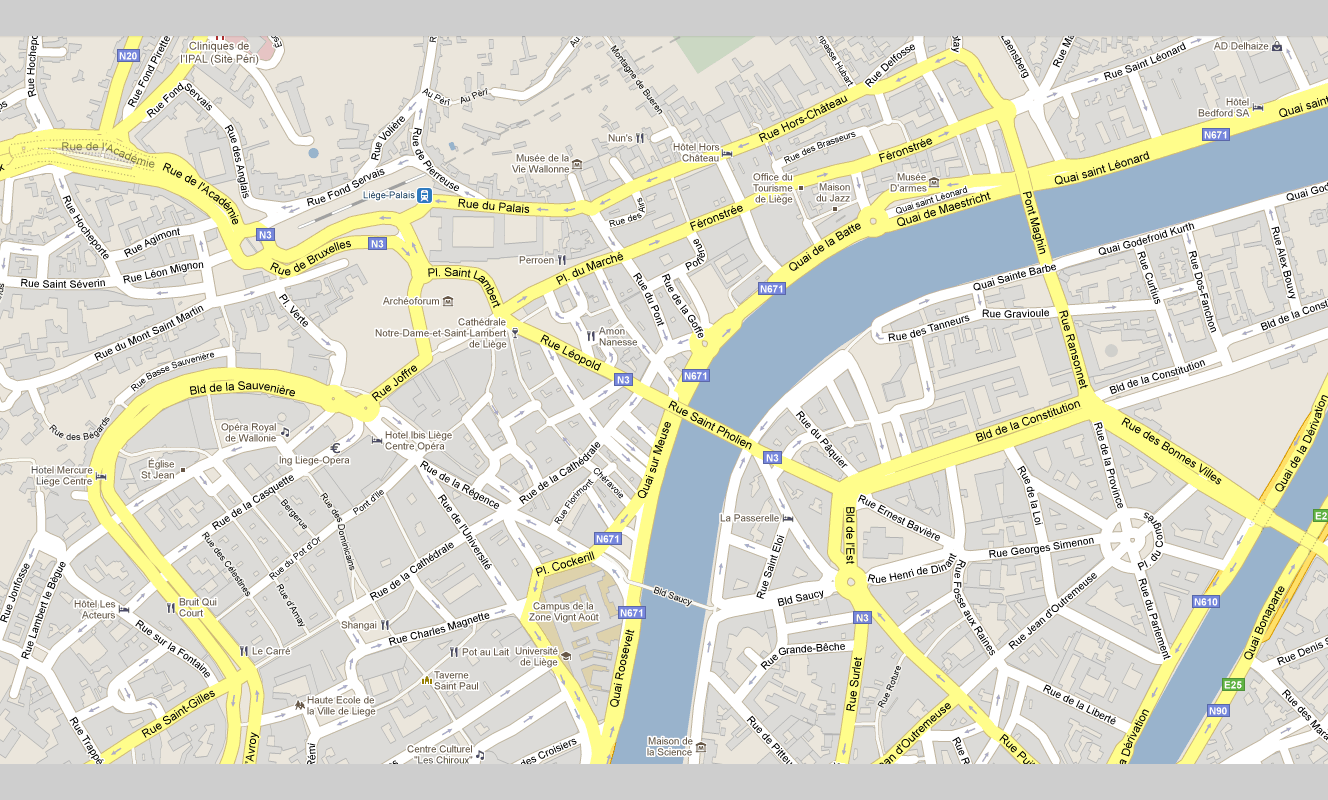 Cliniques de
l'IPAL (Site Péri)
N20
Rue Fond Pirette
Rue Hochepo
Rue Fond Servais
Rue des Anglais
Rue Volière
Au Péri
Au Péri
Au
Montagne de Bueren
Impasse Hubart
Rue Delfosse
Rue Saint Léonard
AD Delhaize
Hôtel
Bedford SA
N671
Quai saint
Rue de l'Académie
Rue de l'Académie
Rue de Pierreuse
Nun's
Hôtel Hors
Château
Rue Hors-Château
Rue des Brasseurs
Féronstrée
Musée de la
Vie Wallonne
Rue Fond Servais
Liège-Palais
Rue du Palais
Office du
Tourisme
de Liège
Maison
du Jazz
Musée
D'armes
Quai saint Léonard
Quai saint Léonard
Quai de Maestricht
Pont Maghin
Rue Hocheporte
Rue Agimont
Rue Léon Mignon
Rue Saint Séverin
N3
N3
Rue de Bruxelles
Rue des
Airs
Féronstrée
Quai de la Batte
Quai Godefroid Kurth
Quai God
Perroen
Pl. du Marché
Pl. Saint Lambert
Archéoforum
Rue du Pont
Rue de la Goffe
N671
Quai Sainte Barbe
Rue Curtius
Rue Dos-Fanchon
Rue Alex Bouvy
Pl. Verte
Rue du Mont Saint Martin
Rue Basse Sauvenière
Cathédrale
Notre-Dame-et-Saint-Lambert
de Liège
Amon
Nanesse
Rue Léopold
Rue des Tanneurs
Rue Gravioule
Rue Ransonnet
Bld de la Const
Bld de la Constitution
Rue Joffre
Bld de la Sauvenière
N3
N671
Rue Saint Pholien
Rue des Bégards
Opéra Royal
de Wallonie
Ing Liege-Opera
Hotel Ibis Liège
Centre Opéra
Bld de la Constitution
Rue du Pâquier
Rue des Bonnes Villes
Rue de la Province
Quai de la Dérivation
Hotel Mercure
Liege Centre
Église
St Jean
Rue de la Casquette
Rue de la Régence
Rue de la Cathédrale
Chéravoie
Rue Florimont
Quai sur Meuse
N3
La Passerelle
Rue Ernest Bavière
Rue de la Loi
Bergerue
Pont d'Ile
Rue des Dominicains
Rue de l'Université
N671
Pl. Cockerill
Bld de l'Est
Rue Georges Simenon
Pl. du Congrès
Rue du Pot d'Or
Rue des Célestines
Rue d'Amay
Rue de la Cathédrale
Rue Saint Eloi
Rue Henri de Dinant
Bld Saucy
Bld Saucy
Rue Jonfosse
Rue Lambert le Bègue
Hôtel Les
Acteurs
Bruit Qui
Court
Shangai
Rue Charles Magnette
Campus de la
Zone Vignt Août
N671
N3
Rue Fosse aux Raines
Rue Jean d'Outremeuse
Rue du Parlement
N610
Quai Bonaparte
Rue sur la Fontaine
Le Carré
Pot au Lait
Université
de Liège
Rue Grande-Bêche
Taverne
Saint Paul
Rue Saint-Gilles
Haute Ecole de
la Ville de Liege
Quai Roosevelt
Rue Surlet
Rue Roture
Rue de la Liberté
E25
N90
Rue Denis
Rue Trappé
Centre Culturel
"Les Chiroux"
Maison de
la Science
Rue de Pitteu
Rue Pui